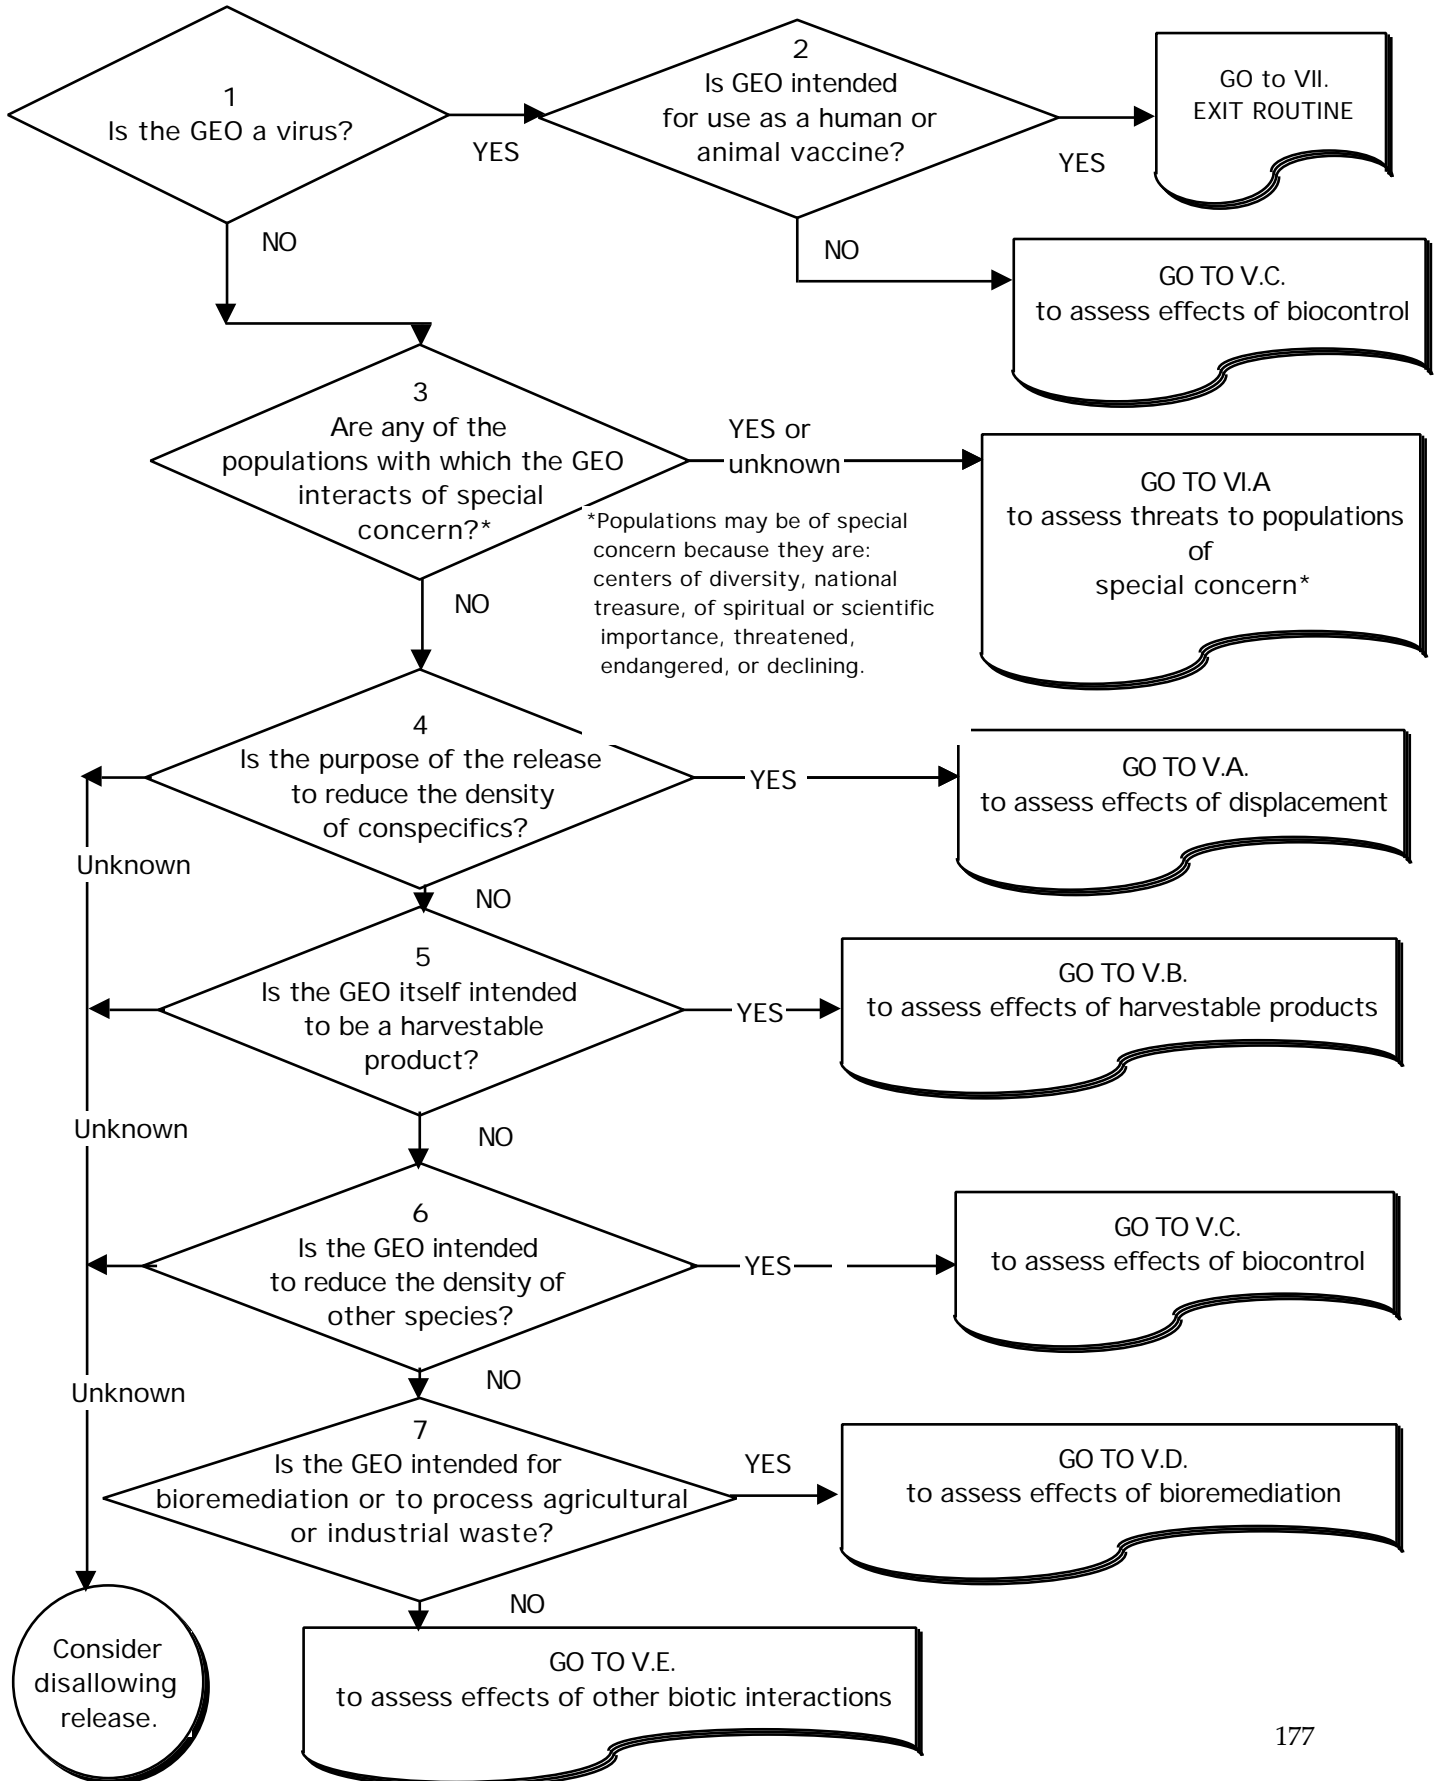 1
Is the GEO a virus?
YES
NO
2
Is GEO intended
for use as a human or
animal vaccine?
YES
NO
GO to VII.
EXIT ROUTINE
GO TO V.C.
to assess effects of biocontrol
3
Are any of the
populations with which the GEO
interacts of special
concern?*
YES or
unknown
NO
*Populations may be of special
concern because they are:
centers of diversity, national
treasure, of spiritual or scientific
importance, threatened,
endangered, or declining.
GO TO VI.A
to assess threats to populations
of
special concern*
4
Is the purpose of the release
to reduce the density
of conspecifics?
YES
NO
Unknown
GO TO V.A.
to assess effects of displacement
5
Is the GEO itself intended
to be a harvestable
product?
YES
NO
Unknown
GO TO V.B.
to assess effects of harvestable products
6
Is the GEO intended
to reduce the density of
other species?
YES
NO
Unknown
GO TO V.C.
to assess effects of biocontrol
7
Is the GEO intended for
bioremediation or to process agricultural
or industrial waste?
YES
NO
GO TO V.D.
to assess effects of bioremediation
Consider
disallowing
release.
GO TO V.E.
to assess effects of other biotic interactions
177